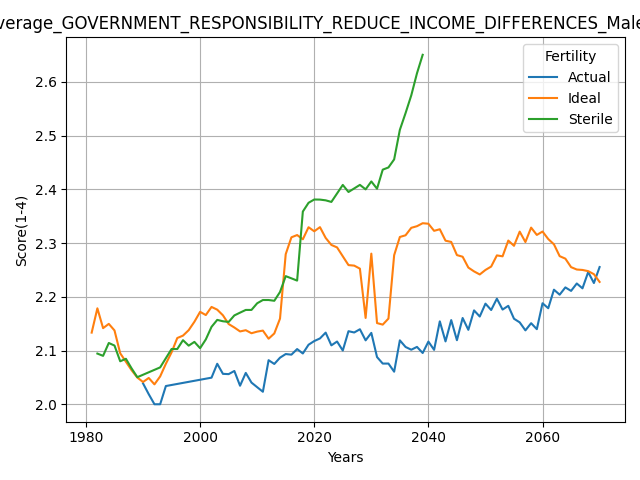 verage_GOVERNMENT_RESPONSIBILITY_REDUCE_INCOME_DIFFERENCES_Male
Fertility
Actual
Ideal
Sterile
Score(1-4)
2.6
2.5
2.4
2.3
2.2
2.1
2.0
1980 2000 2020 2040 2060
Years